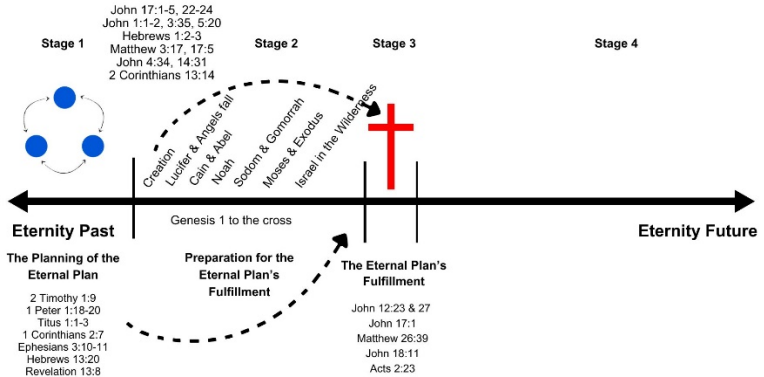 John 17:1-5, 22-24
John 1:1-2, 3:35, 5:20
Hebrews 1:2-3
Matthew 3:17, 17:5
John 4:34, 14:31
2 Corinthians 13:14
Stage 1
Stage 2
Stage 3
Stage 4
Creation
Lucifer & Angels fall
Cain & Abel
Noah
Sodom & Gomorrah
Moses & Exodus
Israel in the Wilderness
Genesis 1 to the cross
Eternity Past
Eternity Future
The Planning of the
Eternal Plan
2 Timothy 1:9
1 Peter 1:18-20
Titus 1:1-3
1 Corinthians 2:7
Ephesians 3:10-11
Hebrews 13:20
Revelation 13:8
Preparation for the
Eternal Plan's
Fulfillment
The Eternal Plan's
Fulfillment
John 12:23 & 27
John 17:1
Matthew 26:39
John 18:11
Acts 2:23